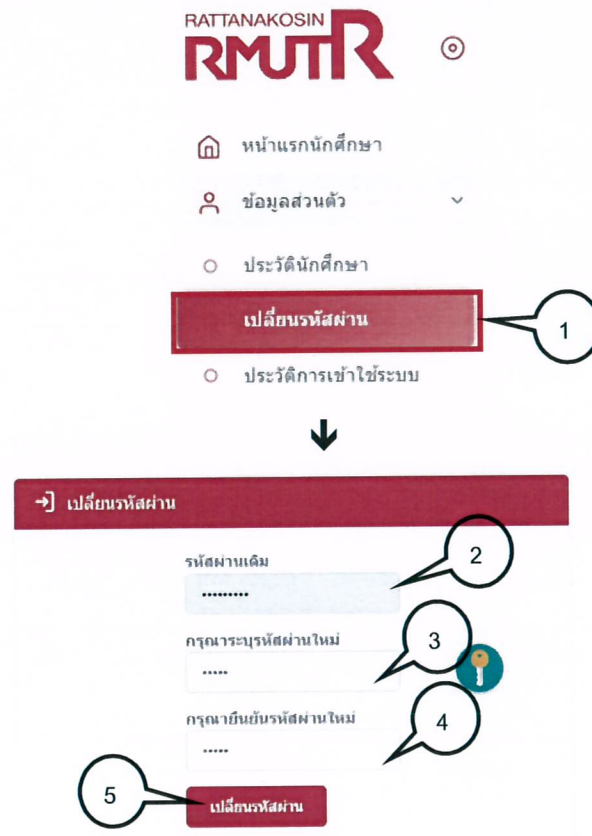 RATTANAKOSIN
RMUTR
หน้าแรกนักศึกษา
ข้อมูลส่วนตัว
ประวัตินักศึกษา
เปลี่ยนรหัสผ่าน
1
ประวัติการเข้าใช้ระบบ
เปลี่ยนรหัสผ่าน
รหัสผ่านเดิม
2
กรุณาระบุรหัสผ่านใหม่
3
กรุณายืนยันรหัสผ่านใหม่
4
5
เปลี่ยนรหัสผ่าน